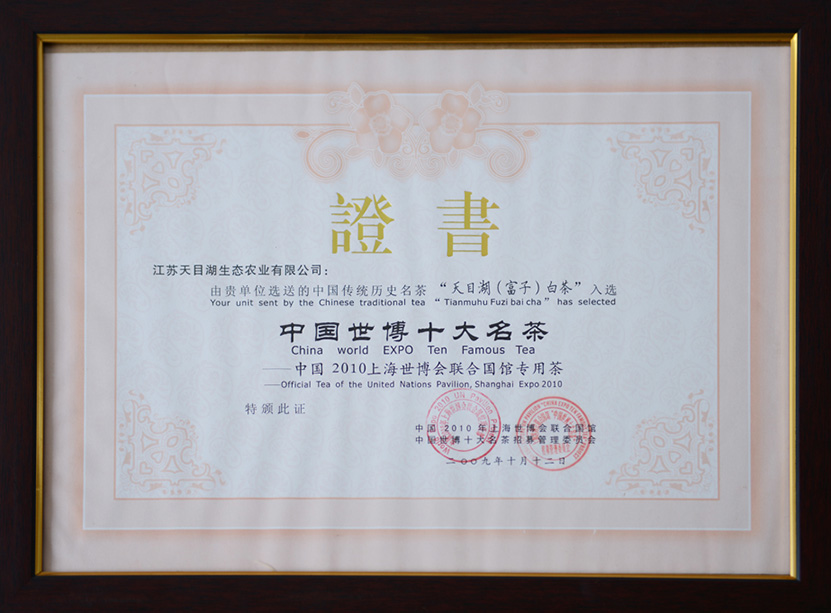 證書
江苏天目湖生态农业有限公司：
由贵单位选送的中国传统历史名茶“天目湖（富子）白茶”入选
Your unit sent by the Chinese traditional tea “Tianmuhu Fuzi bai cha” has selected
中国世博十大名茶
China world EXPO Ten Famous Tea
——中国2010上海世博会联合国馆专用茶
——Official Tea of the United Nations Pavilion, Shanghai Expo 2010
特颁此证
中国2010年上海世博会联合国馆
中国世博十大名茶招募管理委员会
二〇〇九年十月十二日